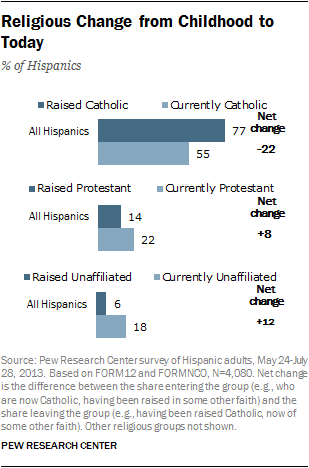 Religious Change from Childhood to
Today
% of Hispanics
Raised Catholic Currently Catholic
All Hispanics 77 Net
change
55 -22
Raised Protestant Currently Protestant
Net
All Hispanics 14 change
22 +8
Raised Unaffiliated Currently Unaffiliated
Net
All Hispanics 6 change
18 +12
Source: Pew Research Center survey of Hispanic adults, May 24-July
28, 2013. Based on FORM12 and FORMNCO, N=4,080. Net change
is the difference between the share entering the group (e.g., who
are now Catholic, having been raised in some other faith) and the
share leaving the group (e.g., having been raised Catholic, now of
some other faith). Other religious groups not shown.
PEW RESEARCH CENTER